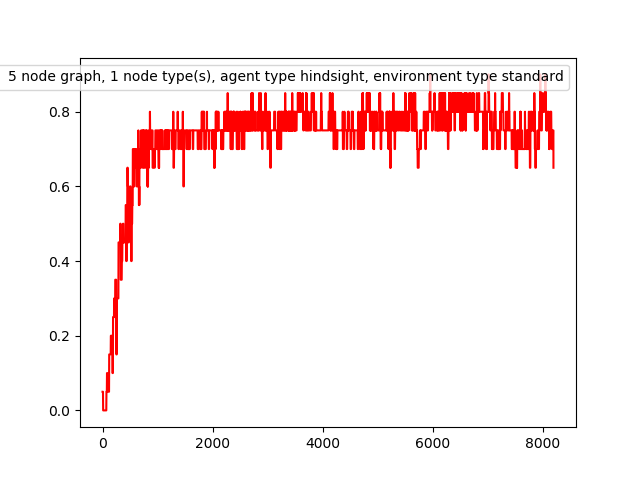 5 node graph, 1 node type(s), agent type hindsight, environment type standard
0.8
0.6
0.4
0.2
0.0
0 2000 4000 6000 8000